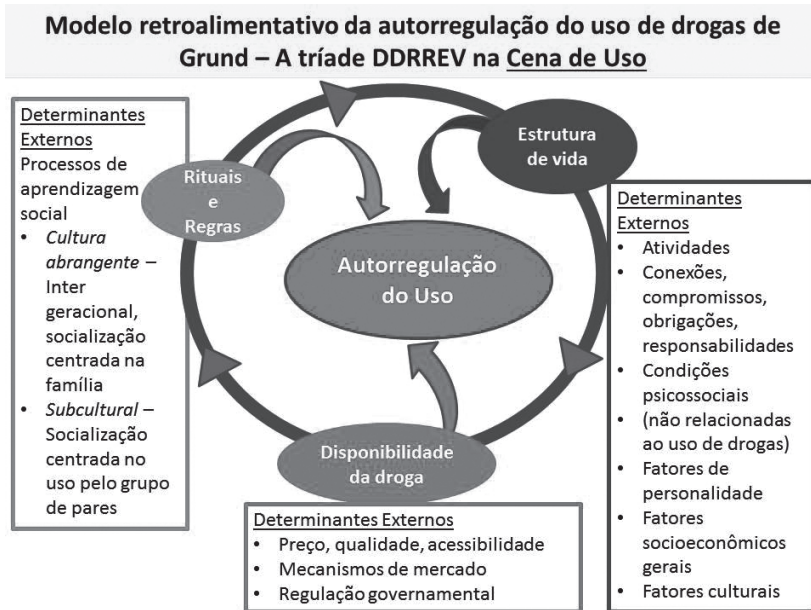 Modelo retroalimentativo da autorregulação do uso de drogas de
Grund – A tríade DDRREV na Cena de Uso
Determinantes
Externos
Processos de
aprendizagem
social
• Cultura
abrangente –
Inter
geracional,
socialização
centrada na
família
• Subcultural –
Socialização
centrada no
uso pelo grupo
de pares
Rituais
e
Regras
Estrutura
de vida
Autorregulação
do Uso
Disponibilidade
da droga
Determinantes
Externos
• Atividades
• Conexões,
compromissos,
obrigações,
responsabilidades
• Condições
psicossociais
• (não relacionadas
ao uso de drogas)
• Fatores de
personalidade
• Fatores
socioeconômicos
gerais
• Fatores culturais
Determinantes Externos
• Preço, qualidade, acessibilidade
• Mecanismos de mercado
• Regulação governamental